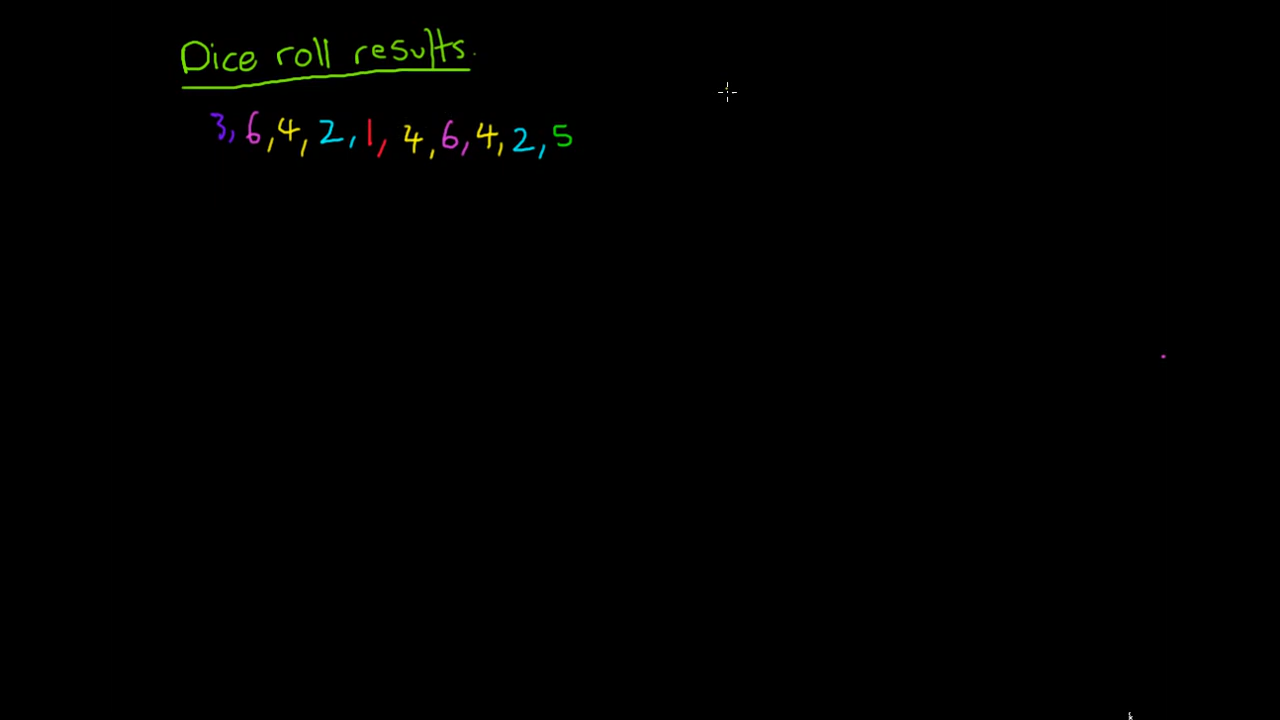 Dice roll results.
3, 6, 4, 2, 1, 4, 6, 4, 2, 5